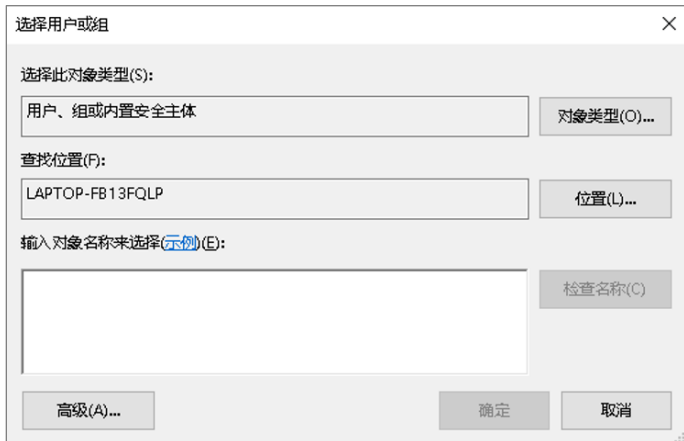 选择用户或组
选择此对象类型(S):
用户、组或内置安全主体
对象类型(O)...
查找位置(F):
LAPTOP-FB13FQLP
位置(L)...
输入对象名称来选择(示例)(E):
检查名称(C)
高级(A)...
确定
取消